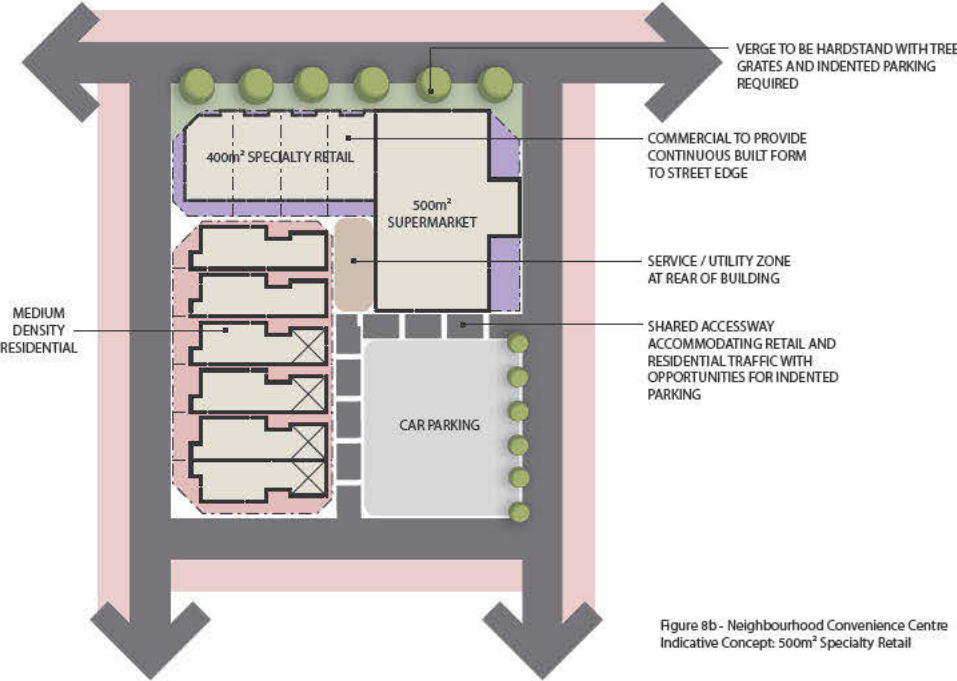 VERGE TO BE HARDSTAND WITH TREE
GRATES AND INDENTED PARKING
REQUIRED
COMMERCIAL TO PROVIDE
CONTINUOUS BUILT FORM
TO STREET EDGE
400m² SPECIALTY RETAIL
500m²
SUPERMARKET
SERVICE / UTILITY ZONE
AT REAR OF BUILDING
MEDIUM
DENSITY
RESIDENTIAL
SHARED ACCESSWAY
ACCOMMODATING RETAIL AND
RESIDENTIAL TRAFFIC WITH
OPPORTUNITIES FOR INDENTED
PARKING
CAR PARKING
Figure 8b - Neighbourhood Convenience Centre
Indicative Concept: 500m² Specialty Retail